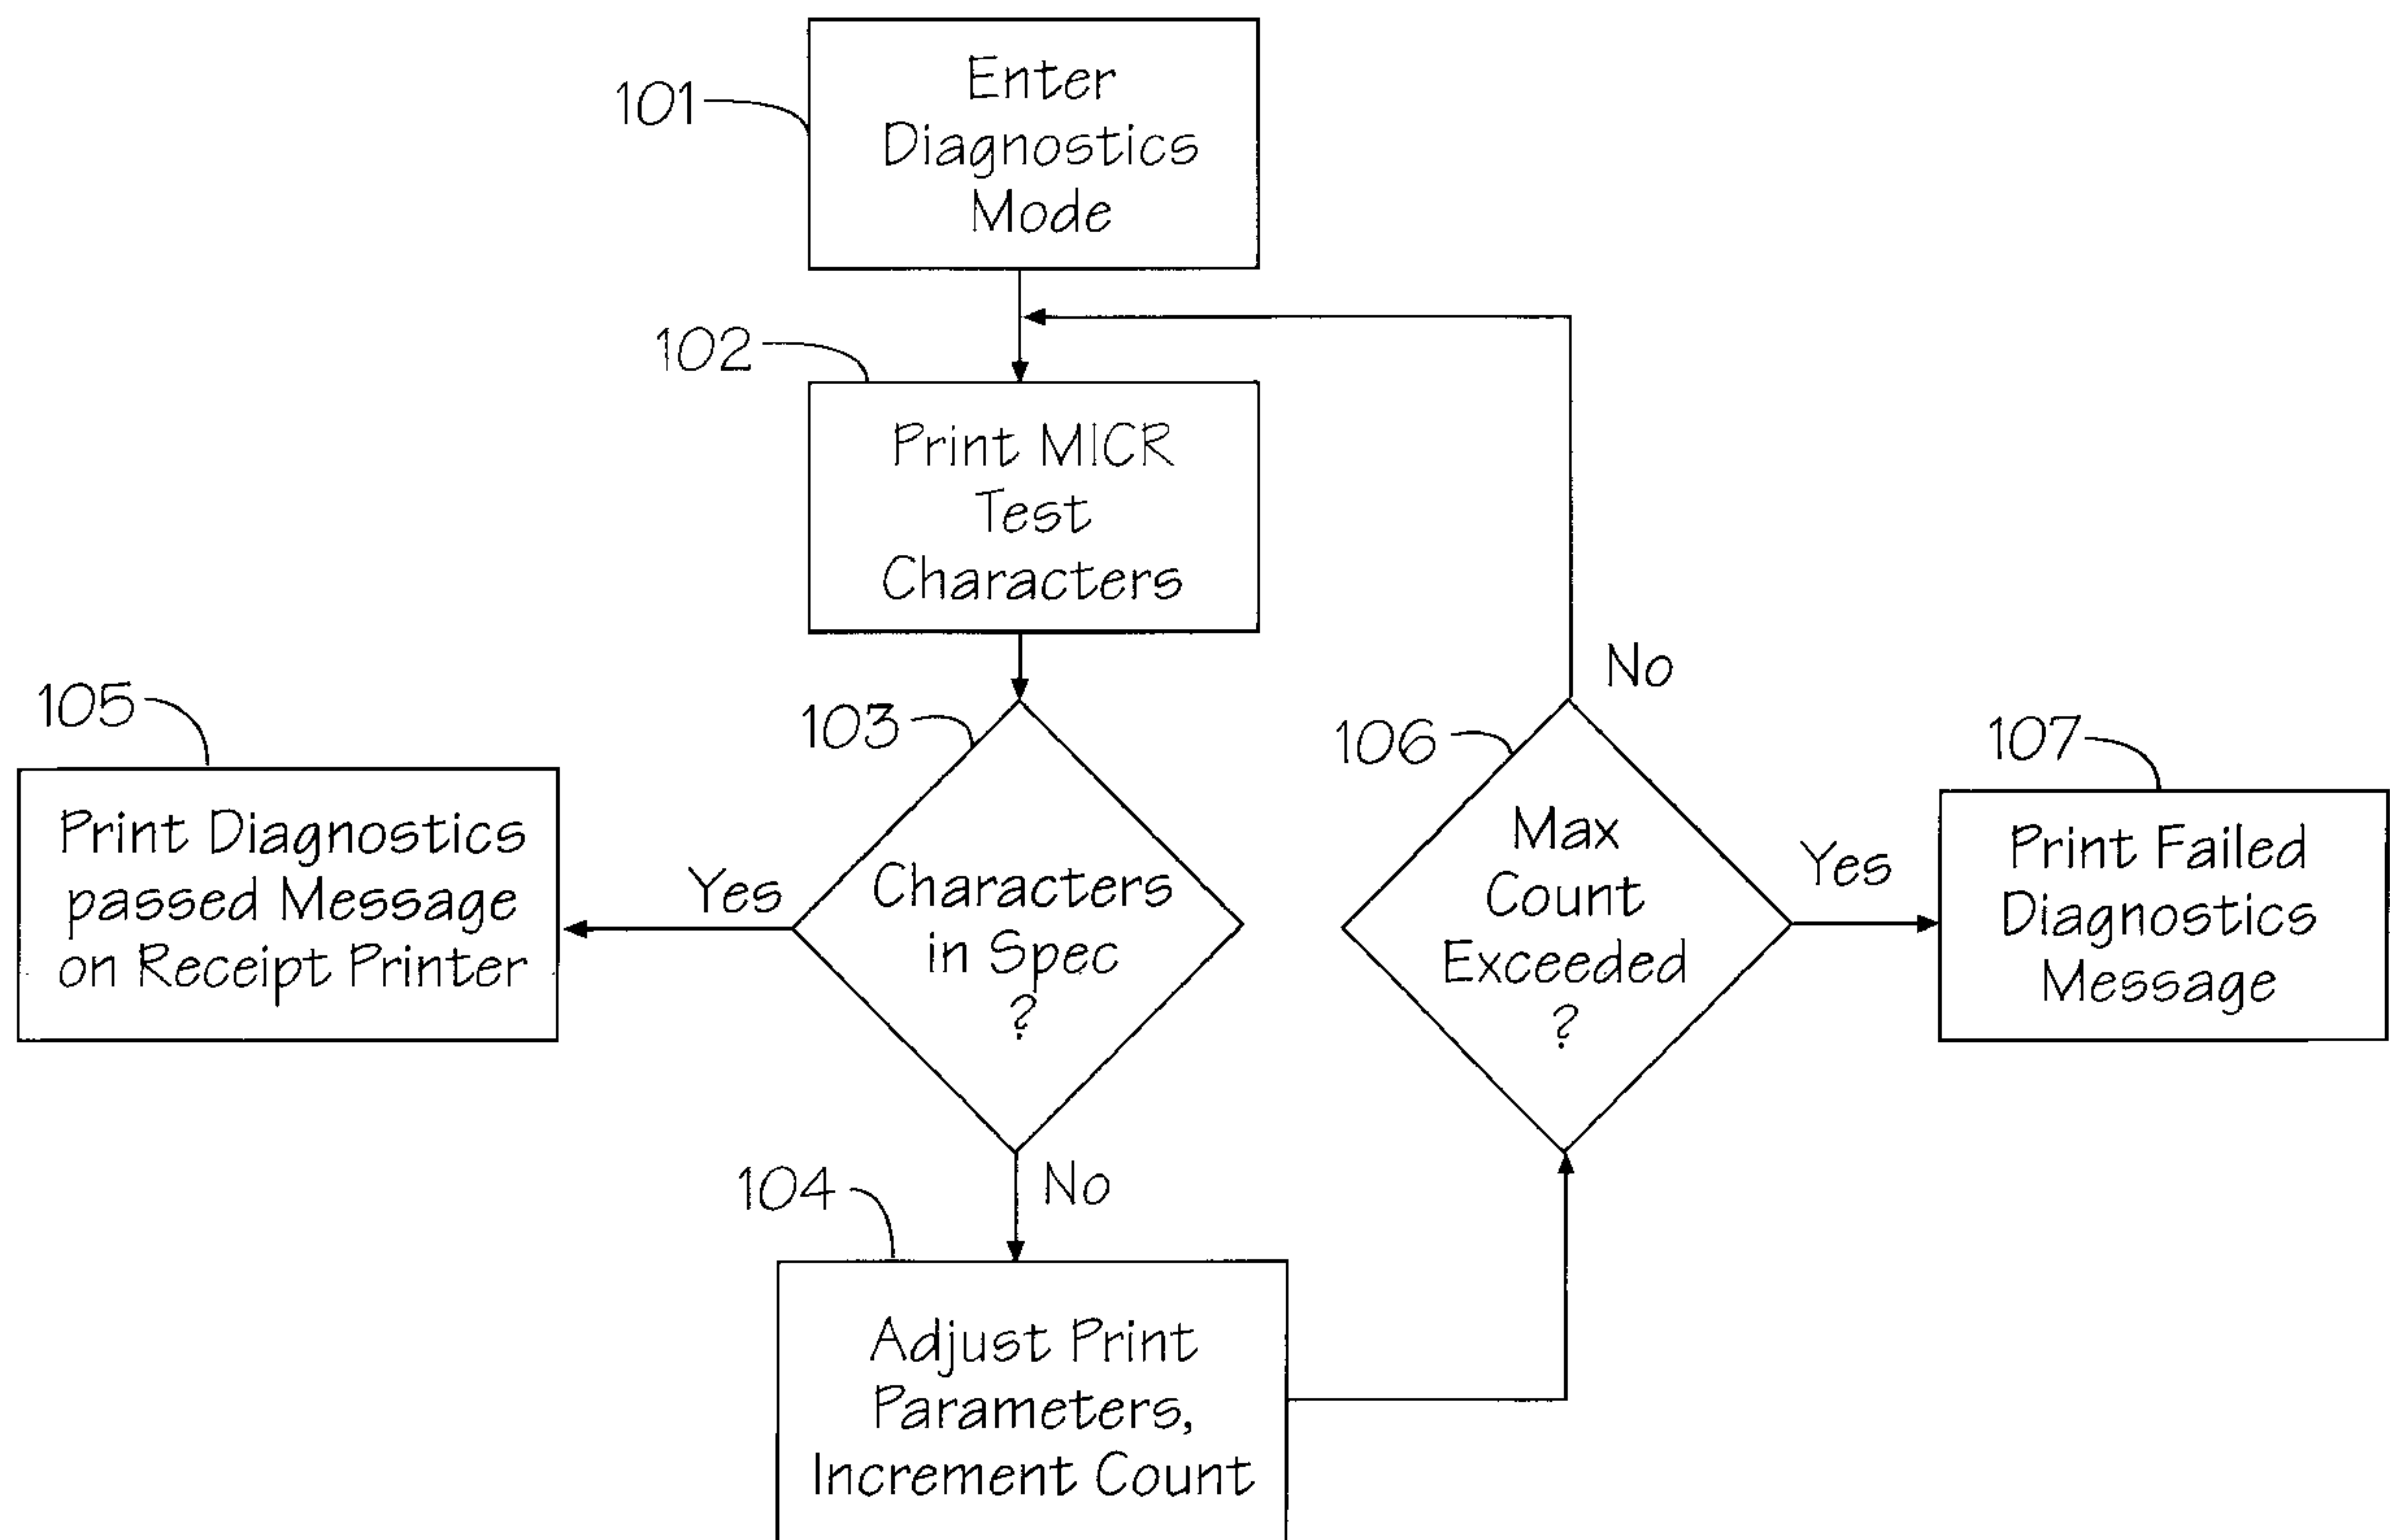 101
Enter
Diagnostics
Mode
102
Print MICR
Test
Characters
103
Characters
in Spec
?
Yes
105
Print Diagnostics
passed Message
on Receipt Printer
No
104
Adjust Print
Parameters,
Increment Count
106
Max
Count
Exceeded
?
No
Yes
107
Print Failed
Diagnostics
Message